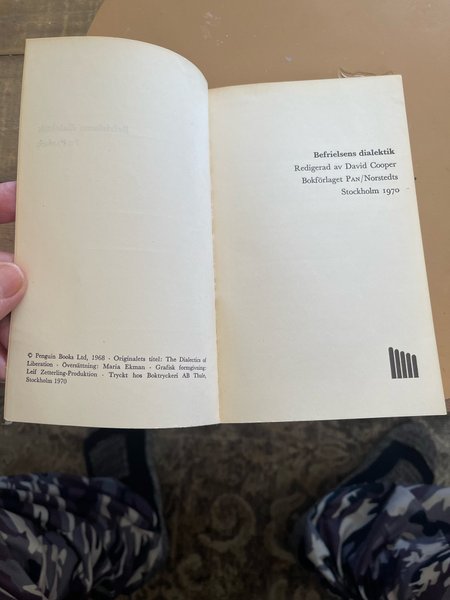 © Penguin Books Ltd, 1968 · Originalets titel: The Dialectics of
Liberation · Översättning: Maria Ekman · Grafisk formgivning:
Leif Zetterling-Produktion · Tryckt hos Boktryckeri AB Thule,
Stockholm 1970
Befrielsens dialektik
Redigerad av David Cooper
Bokförlaget PAN/Norstedts
Stockholm 1970